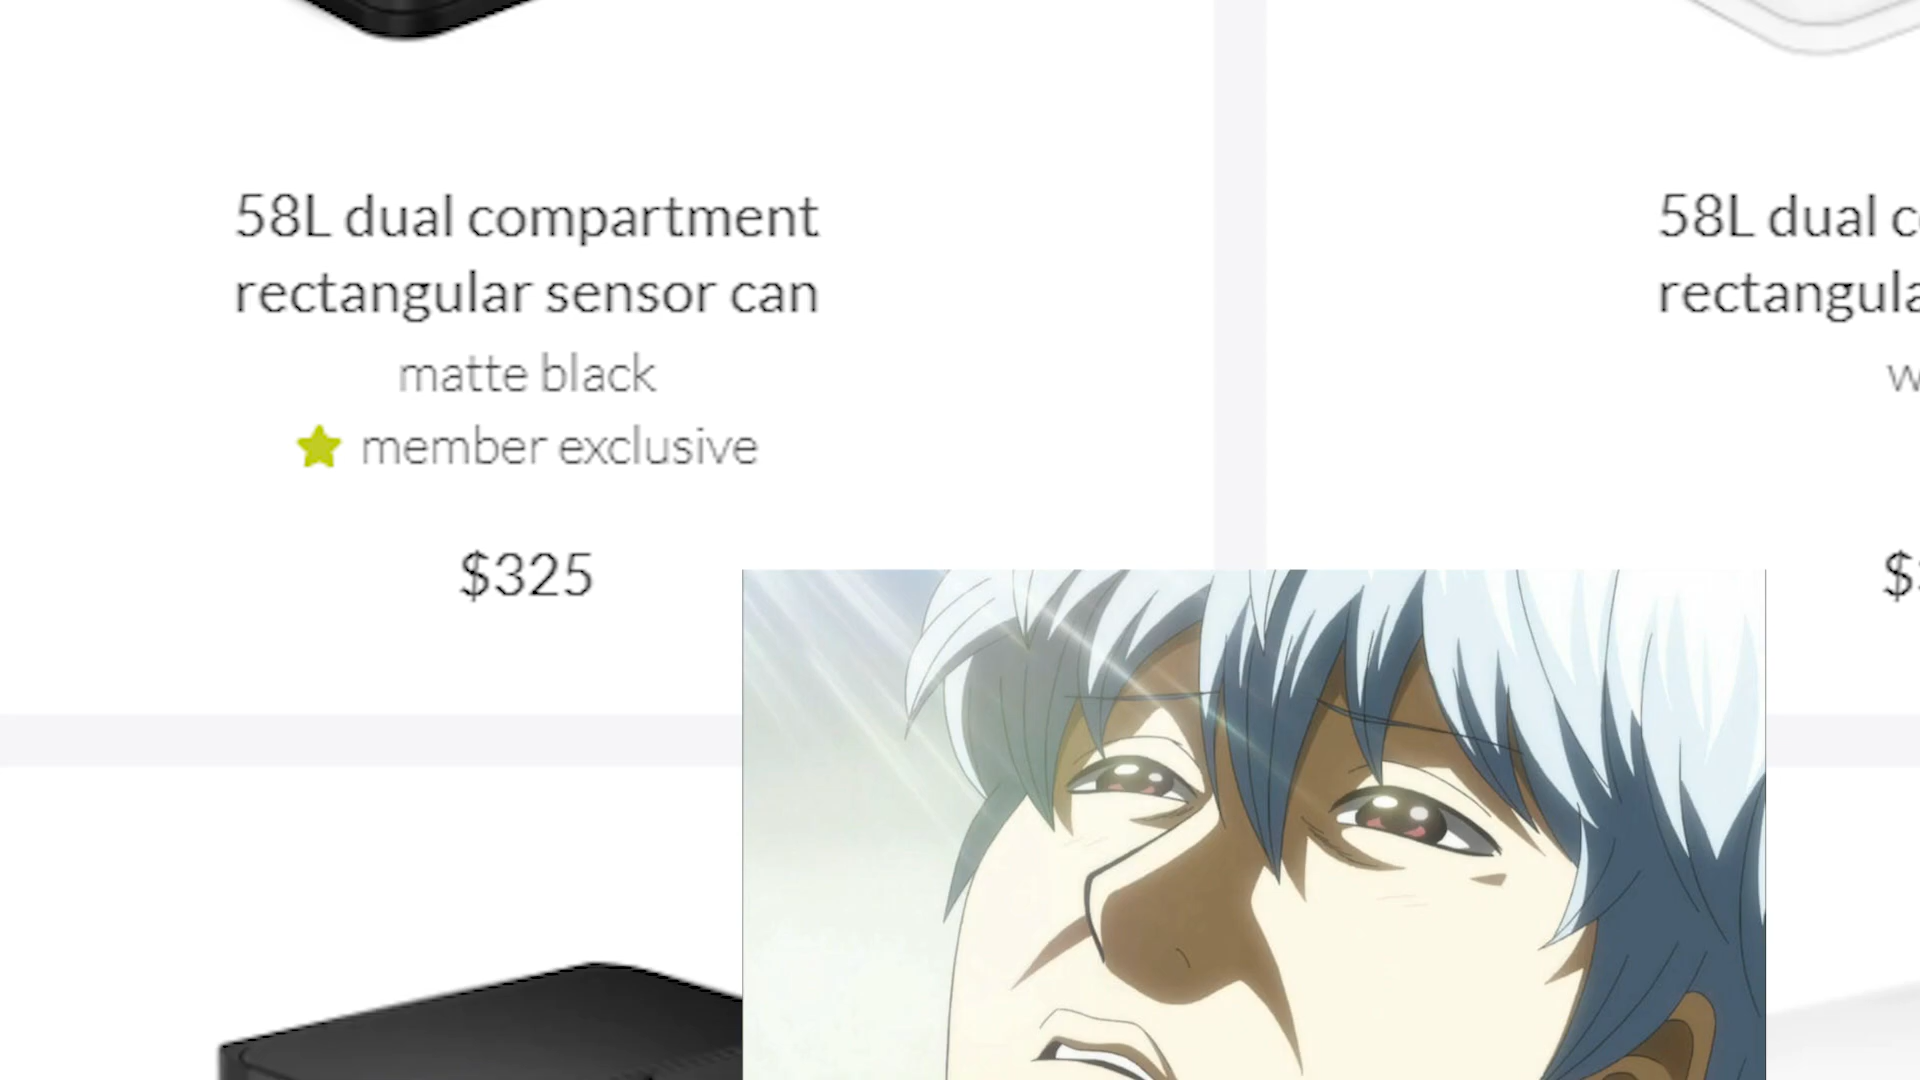 58L dual compartment
rectangular sensor can
matte black
member exclusive
$325
58L dual
rectangula
$